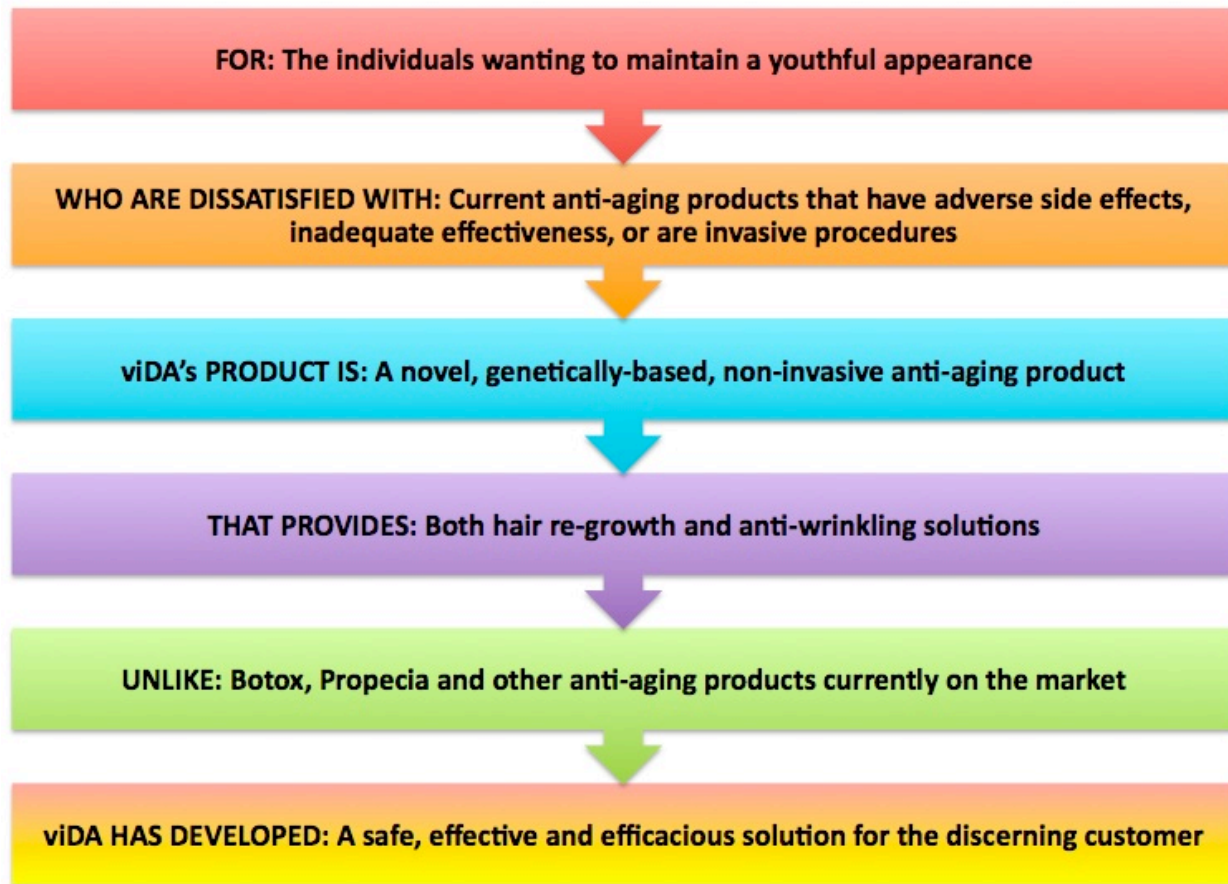 FOR: The individuals wanting to maintain a youthful appearance
WHO ARE DISSATISFIED WITH: Current anti-aging products that have adverse side effects,
inadequate effectiveness, or are invasive procedures
viDA's PRODUCT IS: A novel, genetically-based, non-invasive anti-aging product
THAT PROVIDES: Both hair re-growth and anti-wrinkling solutions
UNLIKE: Botox, Propecia and other anti-aging products currently on the market
viDA HAS DEVELOPED: A safe, effective and efficacious solution for the discerning customer